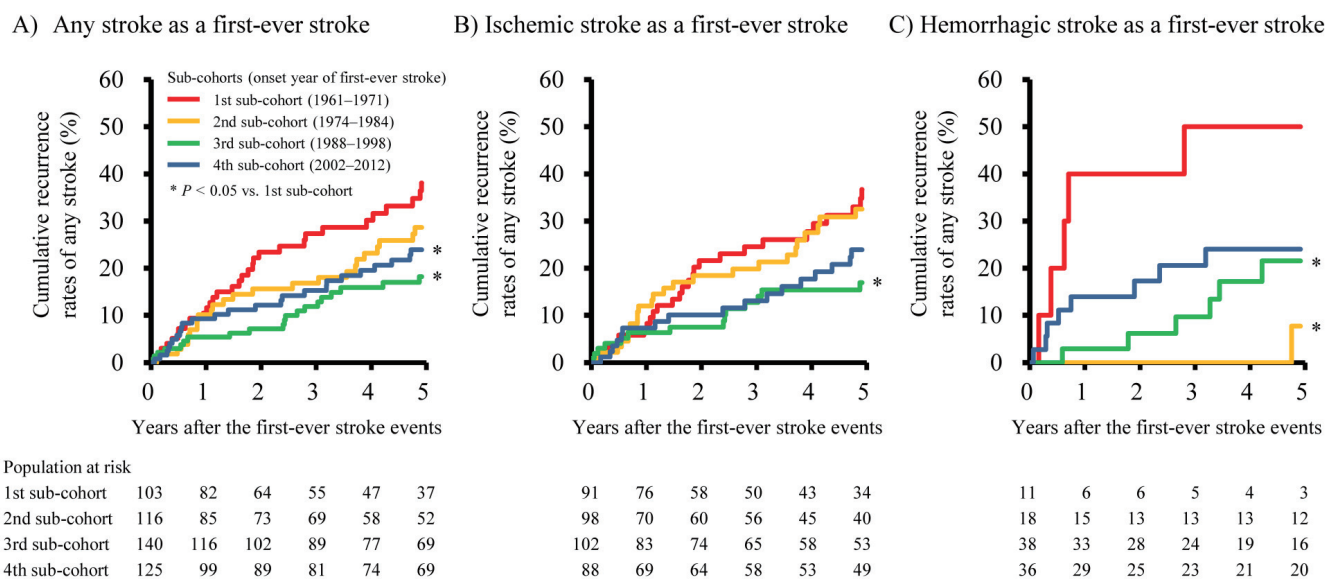 A) Any stroke as a first-ever stroke
B) Ischemic stroke as a first-ever stroke
C) Hemorrhagic stroke as a first-ever stroke
Cumulative recurrence
rates of any stroke (%)
60
50
40
30
20
10
0
Sub-cohorts (onset year of first-ever stroke)
1st sub-cohort (1961–1971)
2nd sub-cohort (1974–1984)
3rd sub-cohort (1988–1998)
4th sub-cohort (2002–2012)
* P < 0.05 vs. 1st sub-cohort
*
*
0 1 2 3 4 5
Years after the first-ever stroke events
Cumulative recurrence
rates of any stroke (%)
60
50
40
30
20
10
0
*
0 1 2 3 4 5
Years after the first-ever stroke events
Cumulative recurrence
rates of any stroke (%)
60
50
40
30
20
10
0
*
*
0 1 2 3 4 5
Years after the first-ever stroke events
Population at risk
1st sub-cohort 103 82 64 55 47 37 91 76 58 50 43 34 11 6 6 5 4 3
2nd sub-cohort 116 85 73 69 58 52 98 70 60 56 45 40 18 15 13 13 13 12
3rd sub-cohort 140 116 102 89 77 69 102 83 74 65 58 53 38 33 28 24 19 16
4th sub-cohort 125 99 89 81 74 69 88 69 64 58 53 49 36 29 25 23 21 20